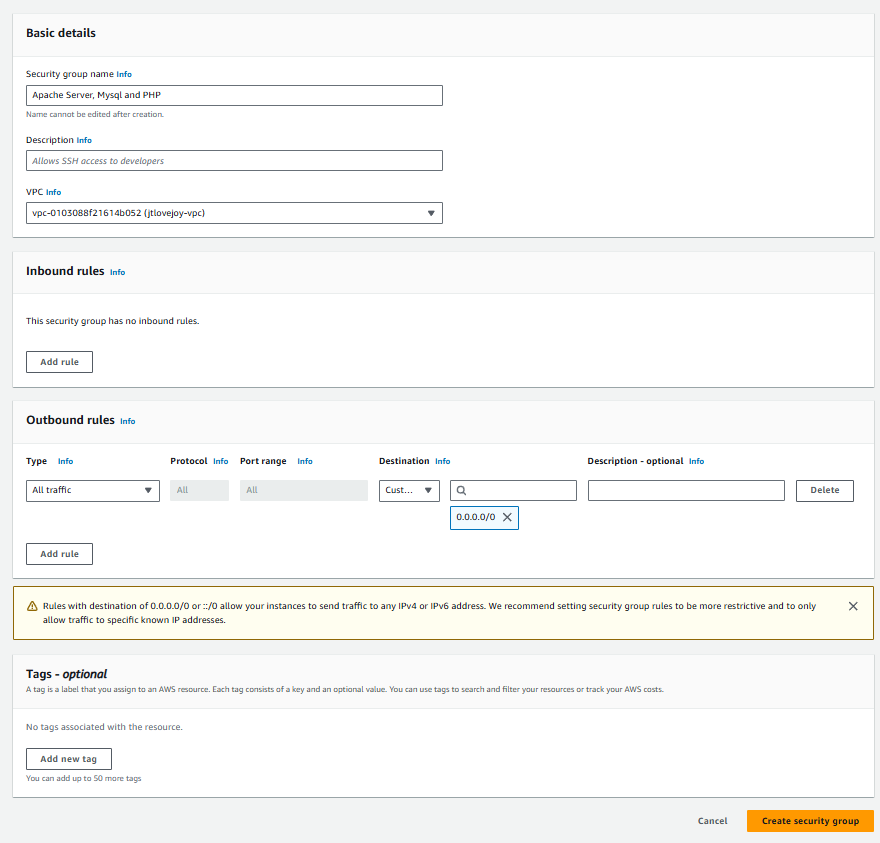 Basic details
Security group name Info
Apache Server, Mysql and PHP
Name cannot be edited after creation.
Description Info
Allows SSH access to developers
VPC Info
vpc-0103088f21614b052 (jtlovejoy-vpc)
Inbound rules Info
This security group has no inbound rules.
Add rule
Outbound rules Info
Type Info Protocol Info Port range Info Destination Info Description - optional Info
All traffic All All Cust... Delete
0.0.0.0/0
Add rule
Rules with destination of 0.0.0.0/0 or ::/0 allow your instances to send traffic to any IPv4 or IPv6 address. We recommend setting security group rules to be more restrictive and to only
allow traffic to specific known IP addresses.
Tags - optional
A tag is a label that you assign to an AWS resource. Each tag consists of a key and an optional value. You can use tags to search and filter your resources or track your AWS costs.
No tags associated with the resource.
Add new tag
You can add up to 50 more tags
Cancel Create security group